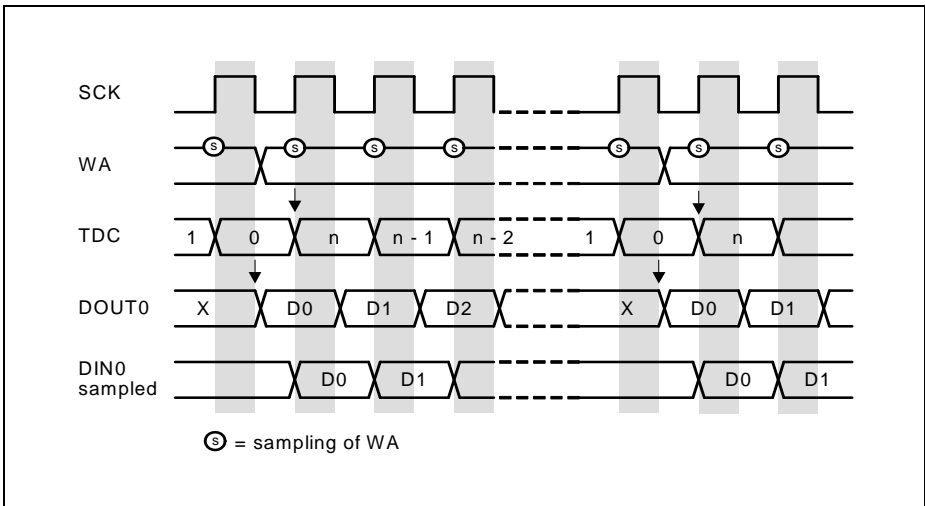 SCK
S S S S S S S
WA
TDC 1 0 n n - 1 n - 2 1 0 n
DOUT0 X D0 D1 D2 X D0 D1
DIN0
sampled
D0 D1 D0 D1
S = sampling of WA